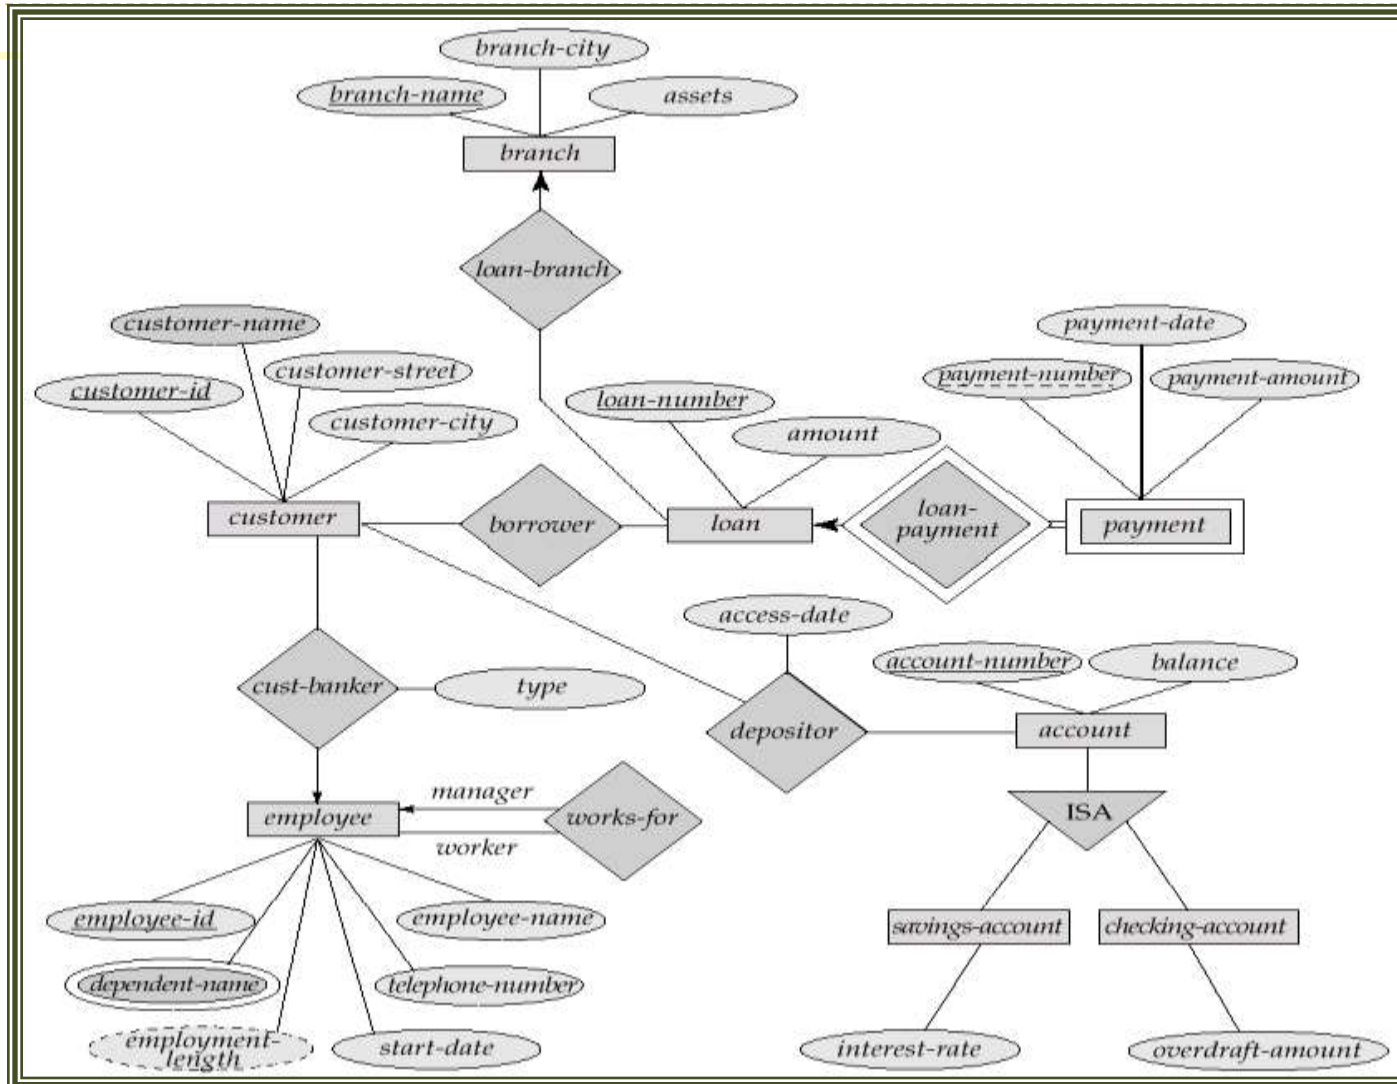 branch-city
branch-name
assets
branch
loan-branch
customer-name
payment-date
customer-street
payment-number
payment-amount
customer-id
loan-number
customer-city
amount
customer
borrower
loan
loan-
payment
payment
access-date
account-number
balance
cust-banker
type
depositor
account
manager
works-for
ISA
employee
worker
employee-id
employee-name
savings-account
checking-account
dependent-name
telephone-number
employment-
length
start-date
interest-rate
overdraft-amount